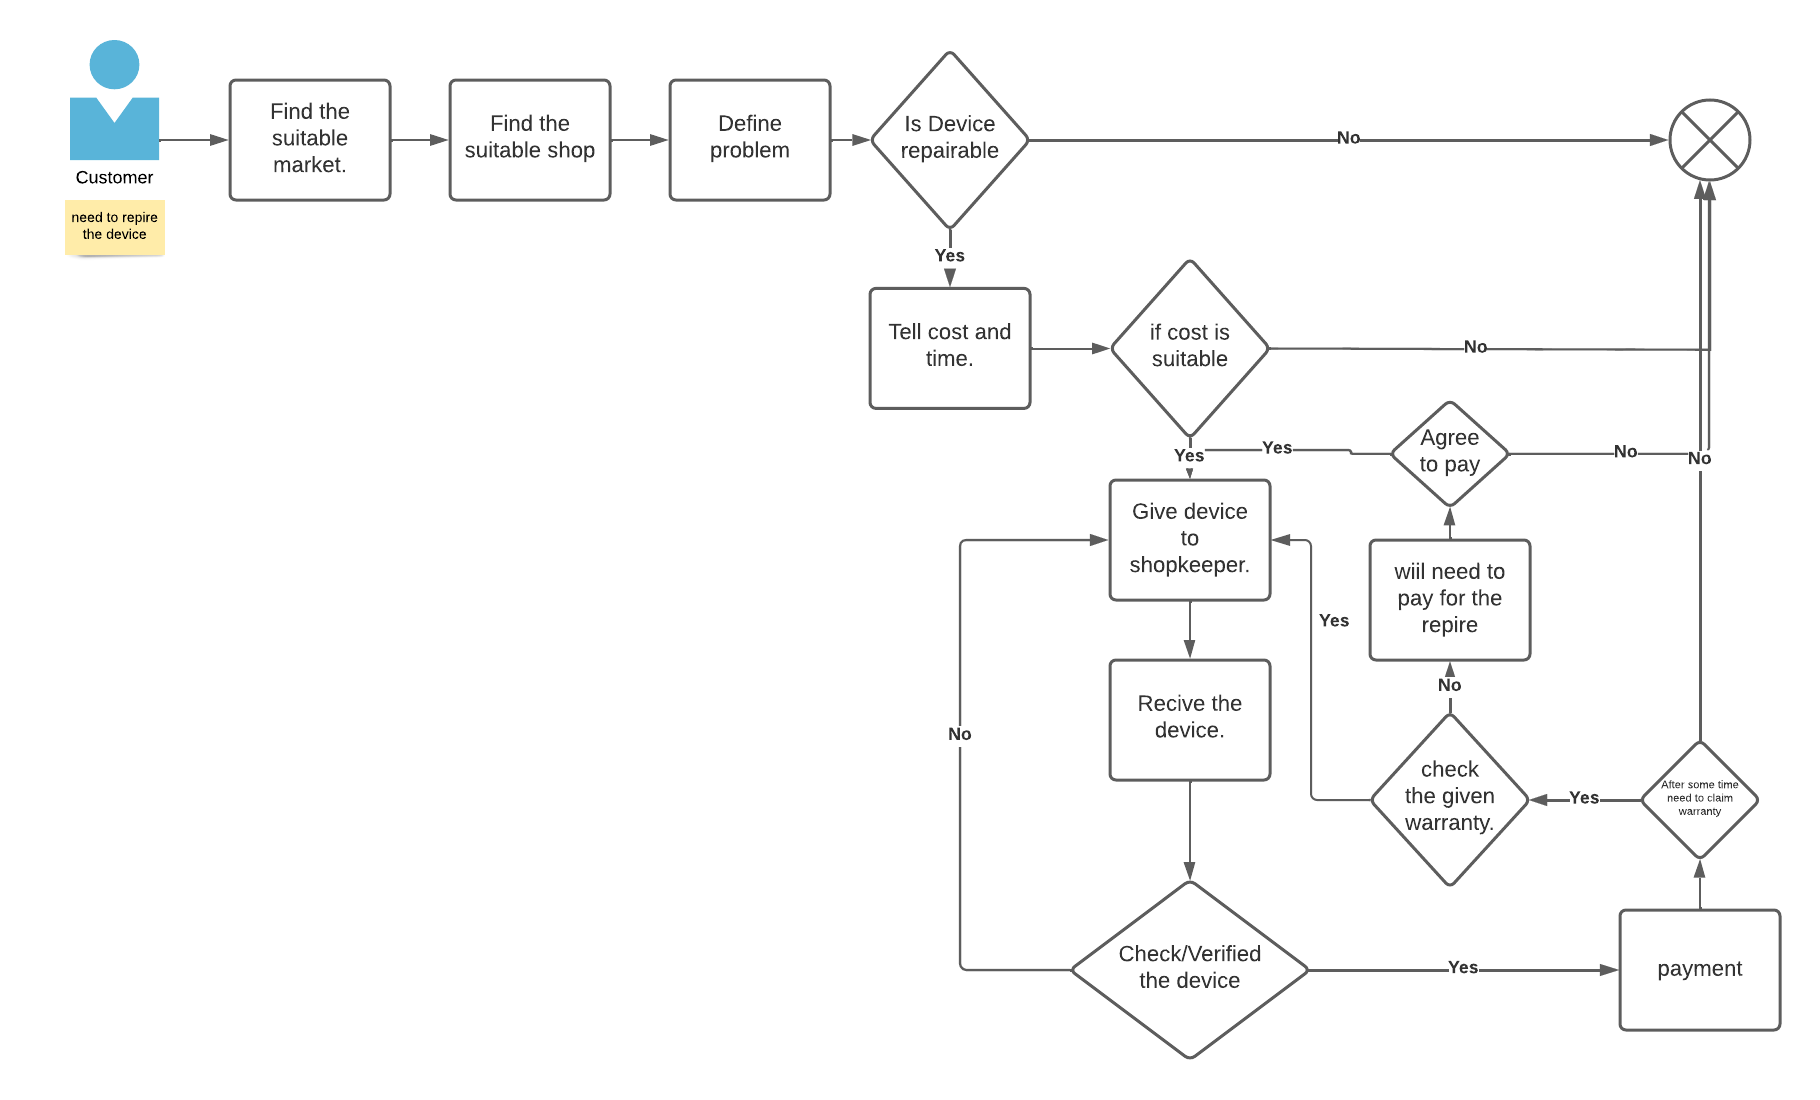 Customer
need to repire
the device
Find the
suitable
market.
Find the
suitable shop
Define
problem
Is Device
repairable
No
Yes
Tell cost and
time.
if cost is
suitable
No
Yes
Yes
Agree
to pay
No
No
Give device
to
shopkeeper.
wiil need to
pay for the
repire
Yes
No
Recive the
device.
No
check
the given
warranty.
Yes
After some time
need to claim
warranty
Check/Verified
the device
Yes
payment